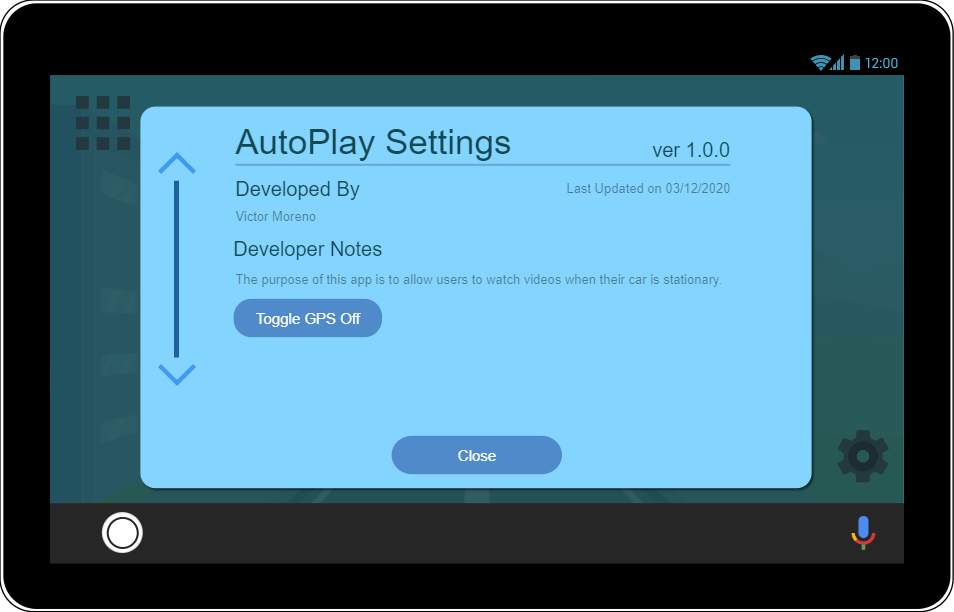 12:00
AutoPlay Settings
ver 1.0.0
Developed By
Last Updated on 03/12/2020
Victor Moreno
Developer Notes
The purpose of this app is to allow users to watch videos when their car is stationary.
Toggle GPS Off
Close